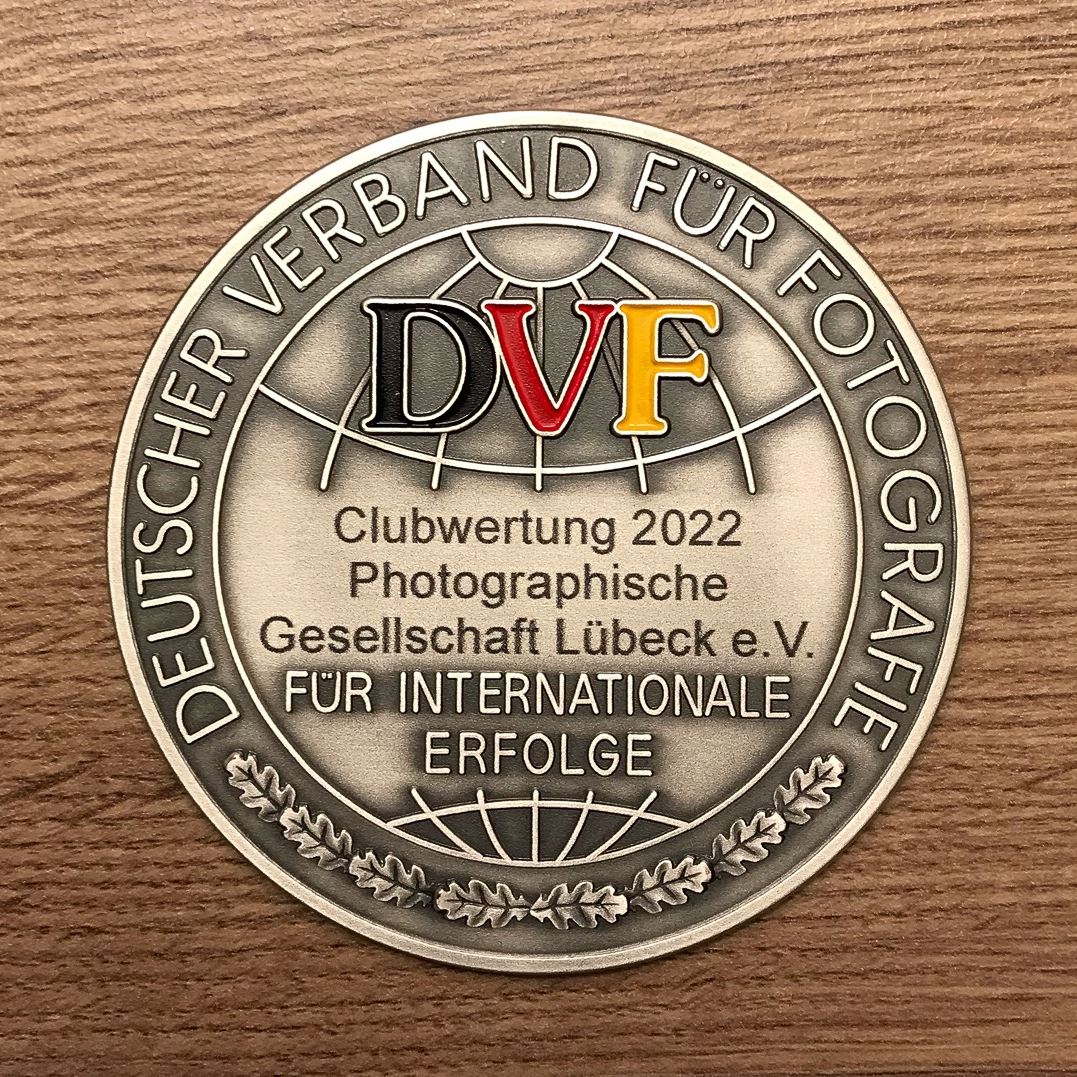 DEUTSCHER VERBAND FÜR FOTOGRAFIE
DVF
Clubwertung 2022
Photographische
Gesellschaft Lübeck e.V.
FÜR INTERNATIONALE
ERFOLGE